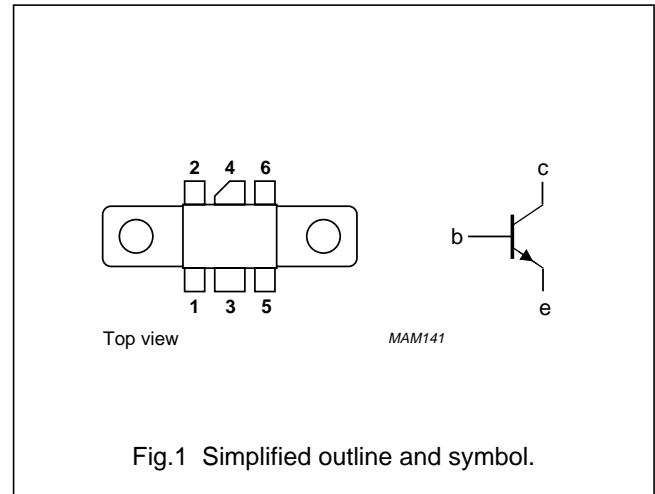 2 4 6
c
b
1 3 5
e
Top view MAM141
Fig.1 Simplified outline and symbol.